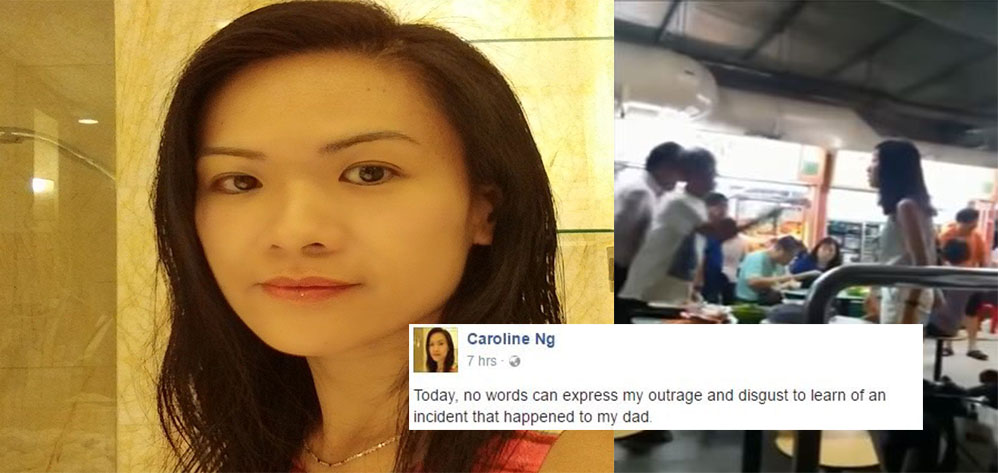 Caroline Ng
7 hrs ·
Today, no words can express my outrage and disgust to learn of an
incident that happened to my dad.